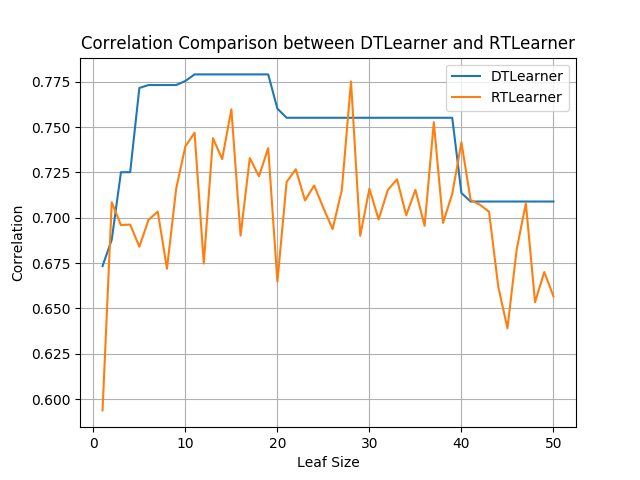 Correlation Comparison between DTLearner and RTLearner
DTLearner
RTLearner
0.775
0.750
0.725
0.700
0.675
0.650
0.625
0.600
Correlation
0 10 20 30 40 50
Leaf Size